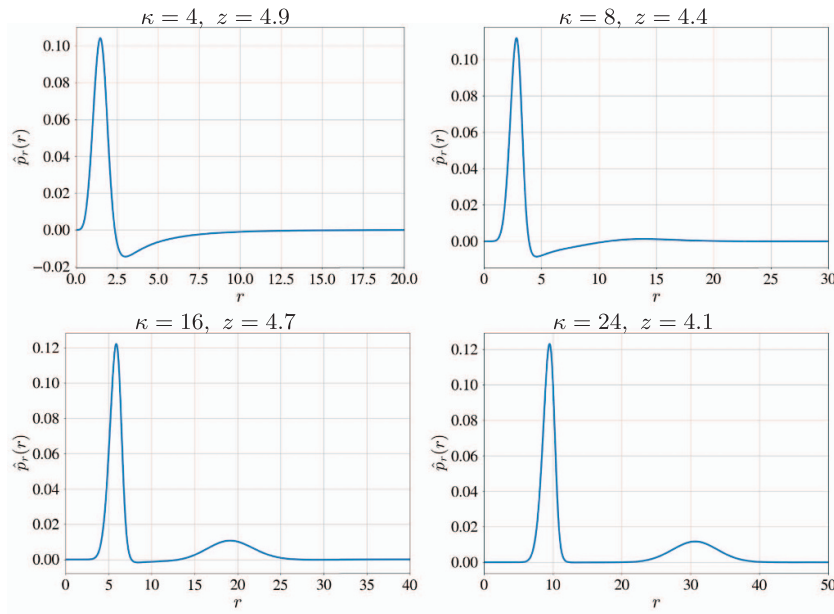 κ = 4, z = 4.9
0.10
0.08
0.06
0.04
0.02
0.00
−0.02
p̂r(r)
0.0 2.5 5.0 7.5 10.0 12.5 15.0 17.5 20.0
r
κ = 8, z = 4.4
0.10
0.08
0.06
0.04
0.02
0.00
p̂r(r)
0 5 10 15 20 25 30
r
κ = 16, z = 4.7
0.12
0.10
0.08
0.06
0.04
0.02
0.00
p̂r(r)
0 5 10 15 20 25 30 35 40
r
κ = 24, z = 4.1
0.12
0.10
0.08
0.06
0.04
0.02
0.00
p̂r(r)
0 10 20 30 40 50
r